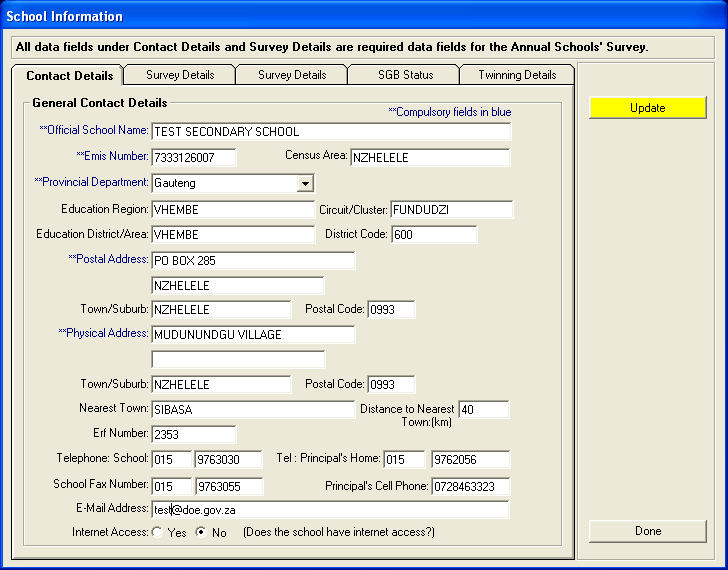 School Information
All data fields under Contact Details and Survey Details are required data fields for the Annual Schools' Survey.
Contact Details Survey Details Survey Details SGB Status Twinning Details
General Contact Details
**Compulsory fields in blue
Update
**Official School Name: TEST SECONDARY SCHOOL
**Emis Number: 7333126007 Census Area: NZHELELE
**Provincial Department: Gauteng
Education Region: VHEMBE Circuit/Cluster: FUNDUDZI
Education District/Area: VHEMBE District Code: 600
**Postal Address: PO BOX 285
NZHELELE
Town/Suburb: NZHELELE Postal Code: 0993
**Physical Address: MUDUNUNDGU VILLAGE
Town/Suburb: NZHELELE Postal Code: 0993
Nearest Town: SIBASA Distance to Nearest Town:(km) 40
Erf Number: 2353
Telephone: School: 015 9763030 Tel : Principal's Home: 015 9762056
School Fax Number: 015 9763055 Principal's Cell Phone: 0728463323
E-Mail Address: test@doe.gov.za
Internet Access: Yes No (Does the school have internet access?)
Done